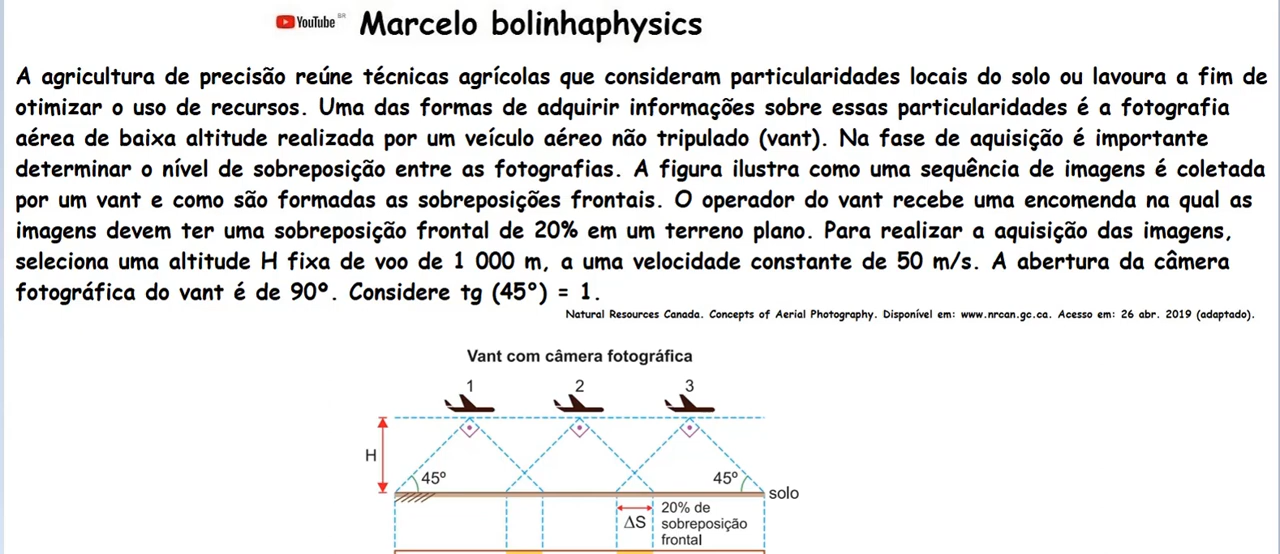 YouTube BR Marcelo bolinhaphysics
A agricultura de precisão reúne técnicas agrícolas que consideram particularidades locais do solo ou lavoura a fim de
otimizar o uso de recursos. Uma das formas de adquirir informações sobre essas particularidades é a fotografia
aérea de baixa altitude realizada por um veículo aéreo não tripulado (vant). Na fase de aquisição é importante
determinar o nível de sobreposição entre as fotografias. A figura ilustra como uma sequência de imagens é coletada
por um vant e como são formadas as sobreposições frontais. O operador do vant recebe uma encomenda na qual as
imagens devem ter uma sobreposição frontal de 20% em um terreno plano. Para realizar a aquisição das imagens,
seleciona uma altitude H fixa de voo de 1 000 m, a uma velocidade constante de 50 m/s. A abertura da câmera
fotográfica do vant é de 90º. Considere tg (45°) = 1.
Natural Resources Canada. Concepts of Aerial Photography. Disponível em: www.nrcan.gc.ca. Acesso em: 26 abr. 2019 (adaptado).
Vant com câmera fotográfica
1 2 3
H
45º 45º
solo
ΔS
20% de
sobreposição
frontal